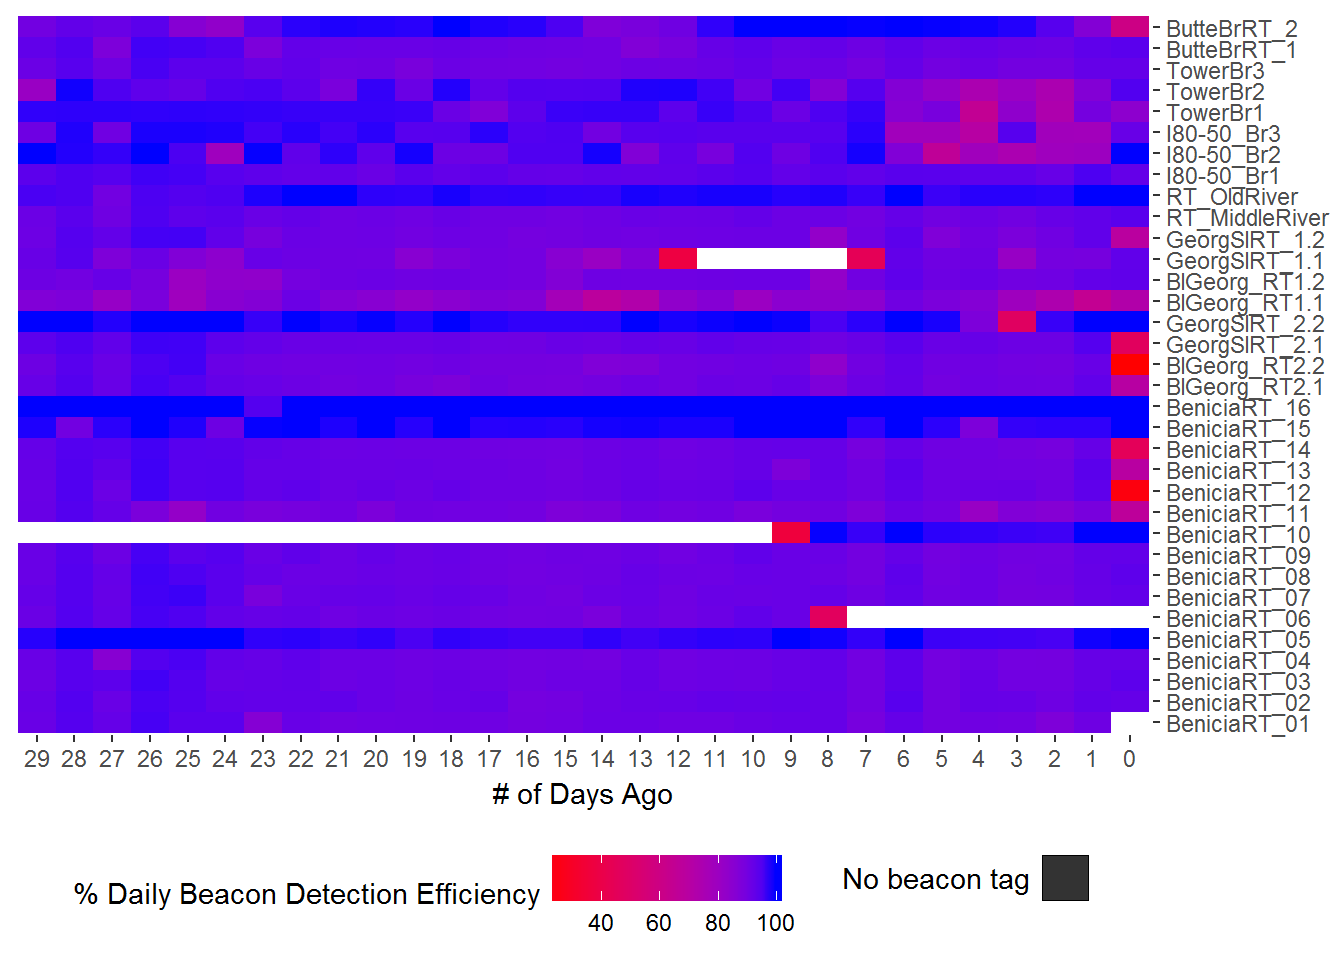 ButteBrRT_2
ButteBrRT_1
TowerBr3
TowerBr2
TowerBr1
I80-50_Br3
I80-50_Br2
I80-50_Br1
RT_OldRiver
RT_MiddleRiver
GeorgSlRT_1.2
GeorgSlRT_1.1
BlGeorg_RT1.2
BlGeorg_RT1.1
GeorgSlRT_2.2
GeorgSlRT_2.1
BlGeorg_RT2.2
BlGeorg_RT2.1
BeniciaRT_16
BeniciaRT_15
BeniciaRT_14
BeniciaRT_13
BeniciaRT_12
BeniciaRT_11
BeniciaRT_10
BeniciaRT_09
BeniciaRT_08
BeniciaRT_07
BeniciaRT_06
BeniciaRT_05
BeniciaRT_04
BeniciaRT_03
BeniciaRT_02
BeniciaRT_01
29 28 27 26 25 24 23 22 21 20 19 18 17 16 15 14 13 12 11 10 9 8 7 6 5 4 3 2 1 0
# of Days Ago
% Daily Beacon Detection Efficiency
40 60 80 100
No beacon tag